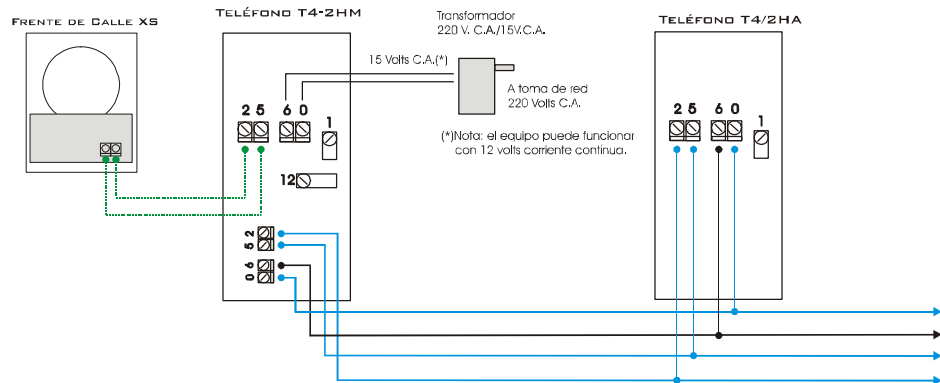 FRENTE DE CALLE XS
TELÉFONO T4-2HM
Transformador
220 V. C.A./15V.C.A.
TELÉFONO T4/2HA
15 Volts C.A.(*)
A toma de red
220 Volts C.A.
(*)Nota: el equipo puede funcionar
con 12 volts corriente continua.
2 5 6 0
1
12
2
5
6
0
2 5 6 0
1